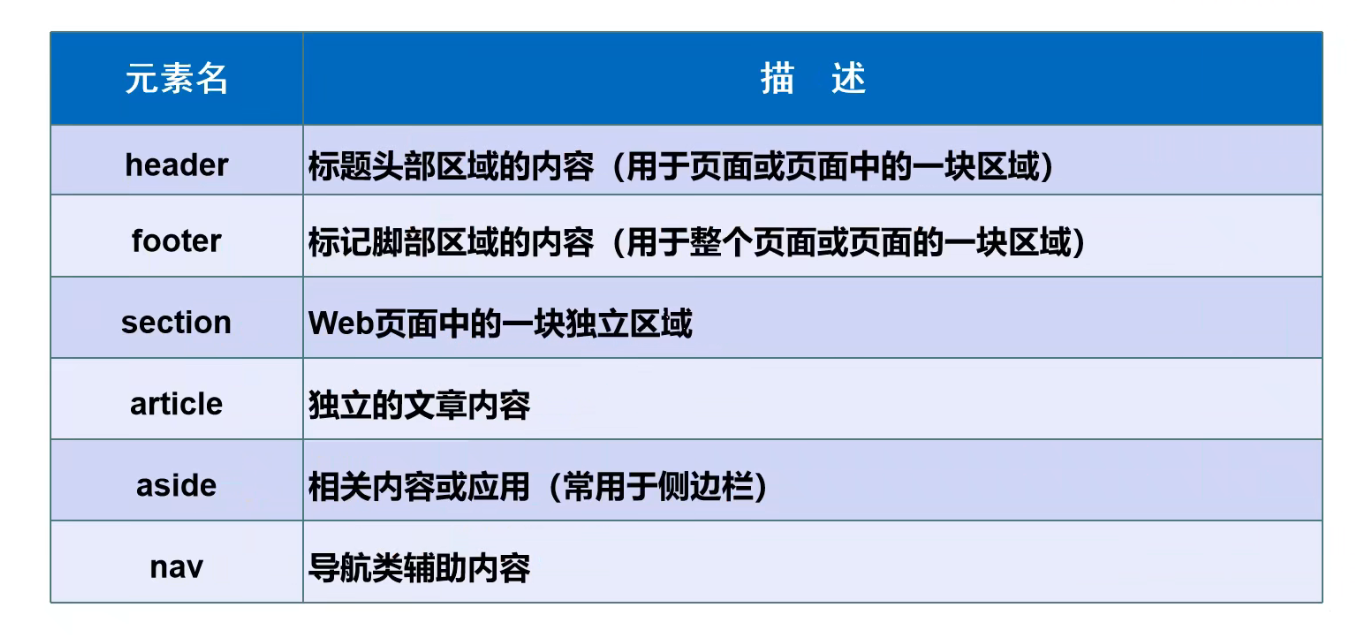 元素名 描 述
header 标题头部区域的内容（用于页面或页面中的一块区域）
footer 标记脚部区域的内容（用于整个页面或页面的一块区域）
section Web页面中的一块独立区域
article 独立的文章内容
aside 相关内容或应用（常用于侧边栏）
nav 导航类辅助内容